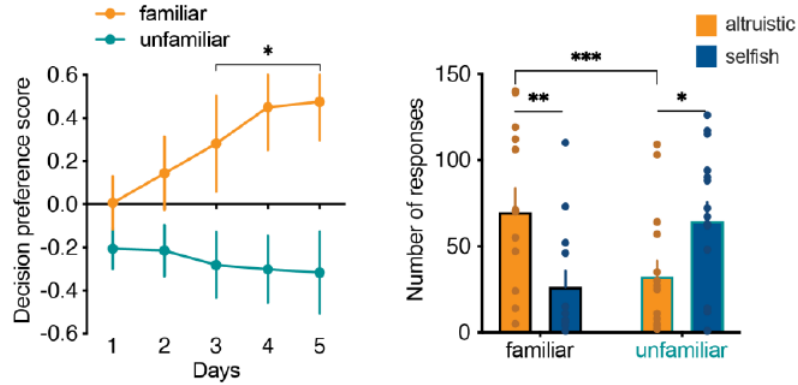 familiar
unfamiliar
*
0.6
0.4
0.2
0.0
-0.2
-0.4
-0.6
Decision preference score
1 2 3 4 5
Days
altruistic
selfish
***
** *
150
100
50
0
Number of responses
familiar unfamiliar